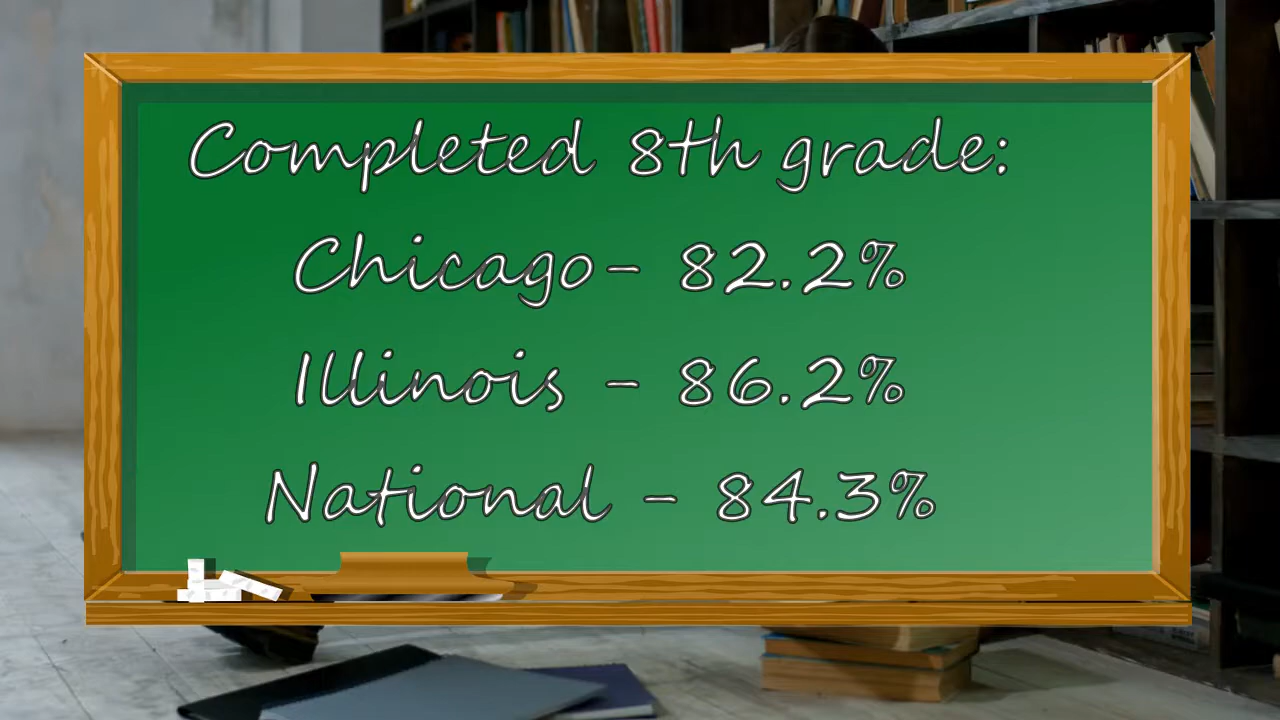 Completed 8th grade:
Chicago- 82.2%
Illinois - 86.2%
National - 84.3%